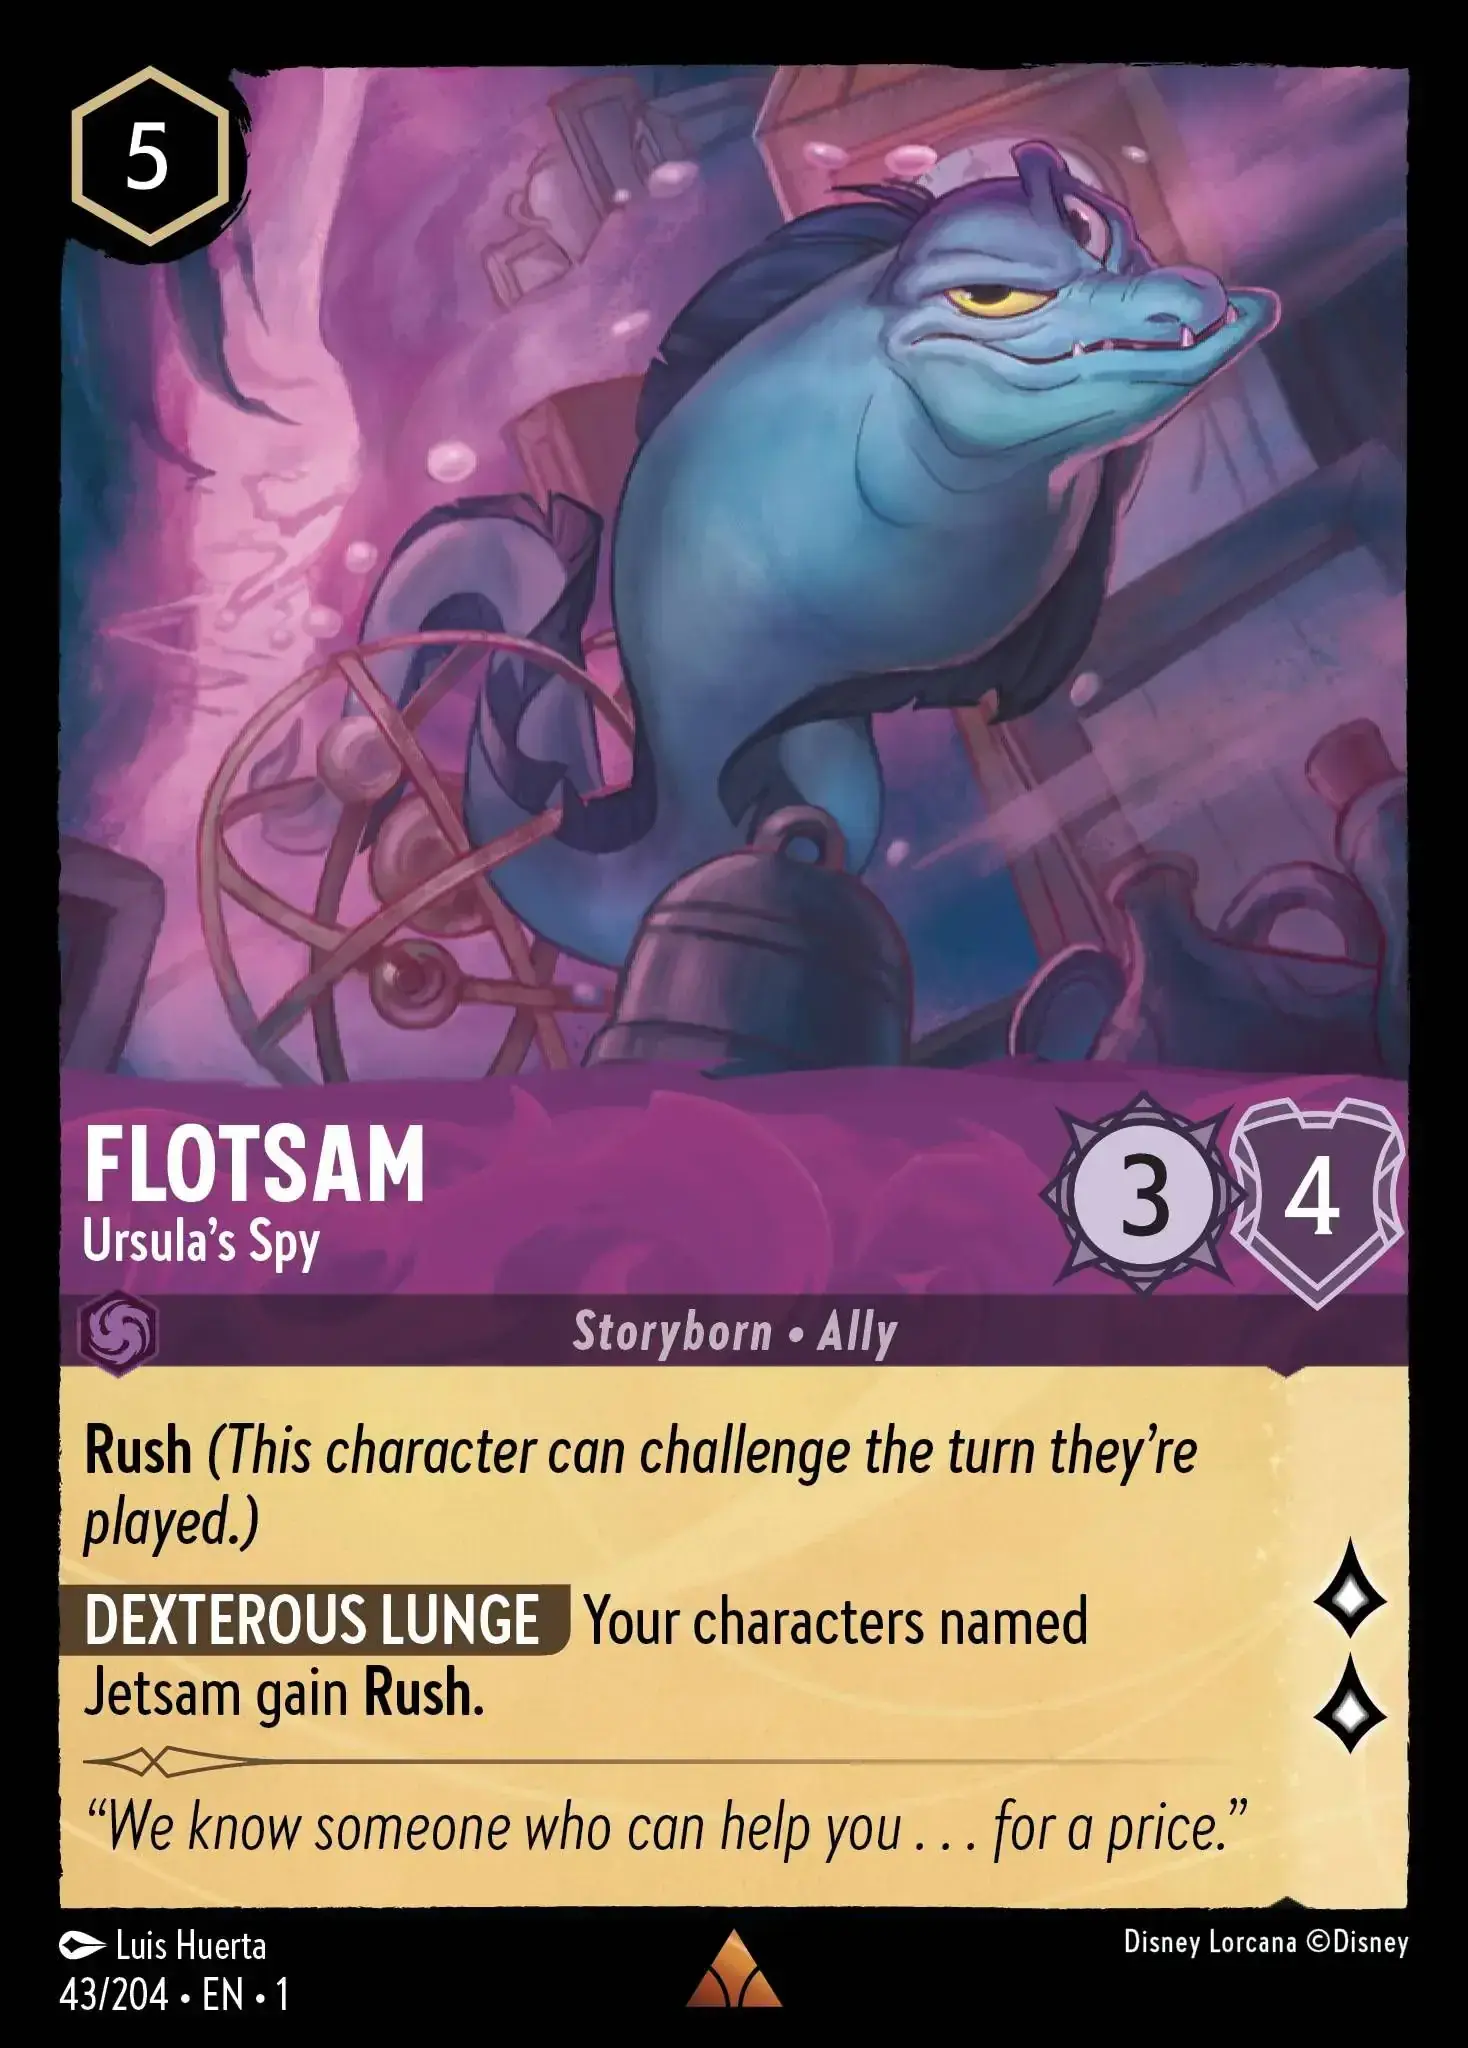 5
FLOTSAM
Ursula’s Spy
3
4
Storyborn • Ally
Rush (This character can challenge the turn they’re
played.)
DEXTEROUS LUNGE Your characters named
Jetsam gain Rush.
“We know someone who can help you . . . for a price.”
Luis Huerta
43/204 • EN • 1
Disney Lorcana ©Disney